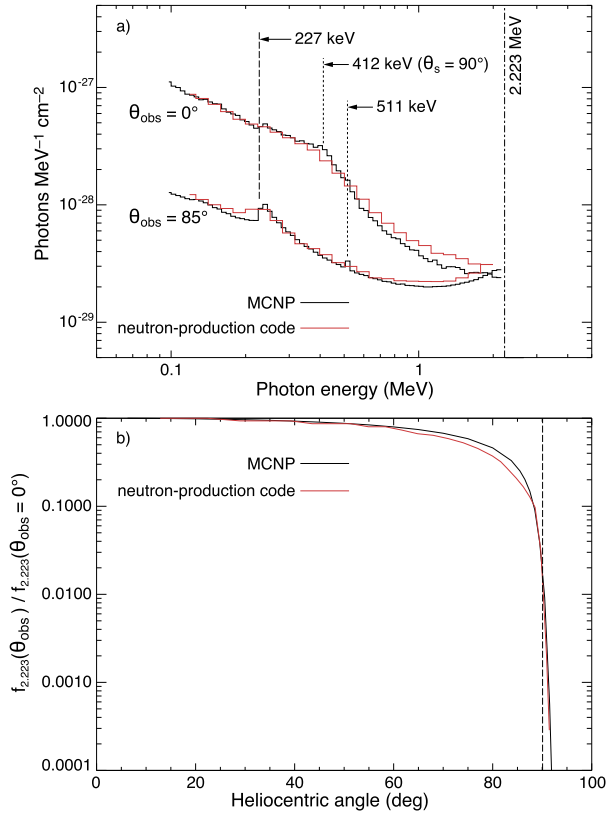 a)
227 keV
412 keV (θs = 90°)
511 keV
2.223 MeV
10−27
10−28
10−29
Photons MeV−1 cm−2
θobs = 0°
θobs = 85°
MCNP
neutron-production code
0.1
1
Photon energy (MeV)
b)
MCNP
neutron-production code
1.0000
0.1000
0.0100
0.0010
0.0001
f2.223(θobs) / f2.223(θobs = 0°)
0
20
40
60
80
100
Heliocentric angle (deg)